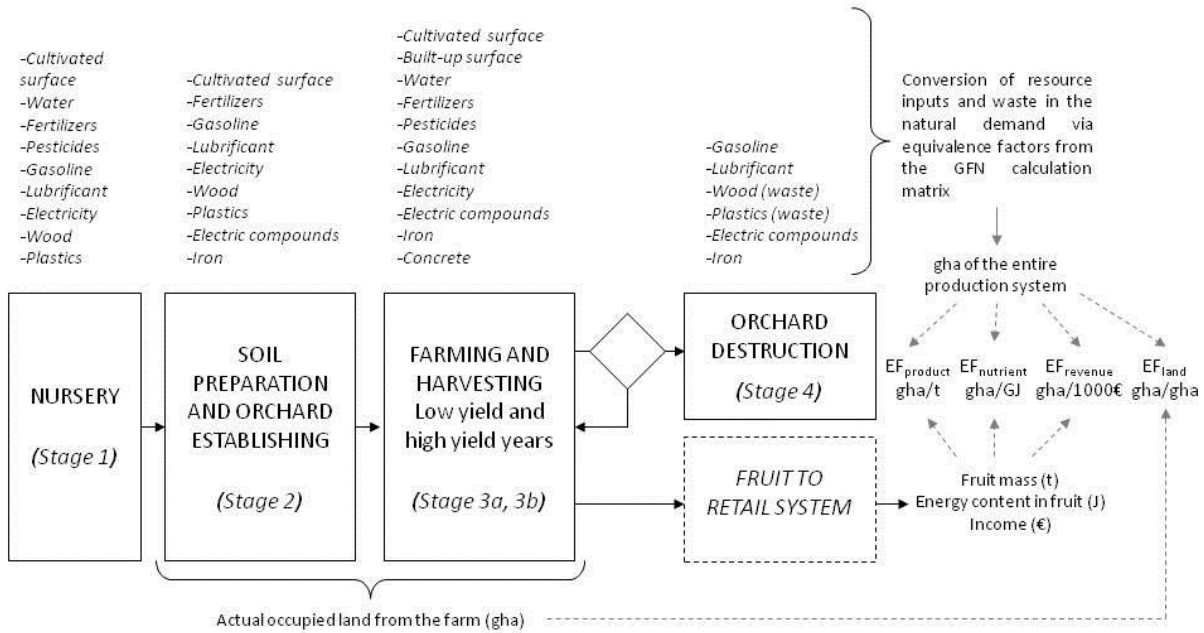 -Cultivated
surface
-Water
-Fertilizers
-Pesticides
-Gasoline
-Lubrificant
-Electricity
-Wood
-Plastics
-Cultivated surface
-Fertilizers
-Gasoline
-Lubrificant
-Electricity
-Wood
-Plastics
-Electric compounds
-Iron
-Cultivated surface
-Built-up surface
-Water
-Fertilizers
-Pesticides
-Gasoline
-Lubrificant
-Electricity
-Electric compounds
-Iron
-Concrete
-Gasoline
-Lubrificant
-Wood (waste)
-Plastics (waste)
-Electric compounds
-Iron
Conversion of resource
inputs and waste in the
natural demand via
equivalence factors from
the GFN calculation
matrix
gha of the entire
production system
NURSERY
(Stage 1)
SOIL
PREPARATION
AND ORCHARD
ESTABLISHING
(Stage 2)
FARMING AND
HARVESTING
Low yield and
high yield years
(Stage 3a, 3b)
ORCHARD
DESTRUCTION
(Stage 4)
FRUIT TO
RETAIL SYSTEM
EFproduct EFnutrient EFrevenue EFland
gha/t gha/GJ gha/1000€ gha/gha
Fruit mass (t)
Energy content in fruit (J)
Income (€)
Actual occupied land from the farm (gha)